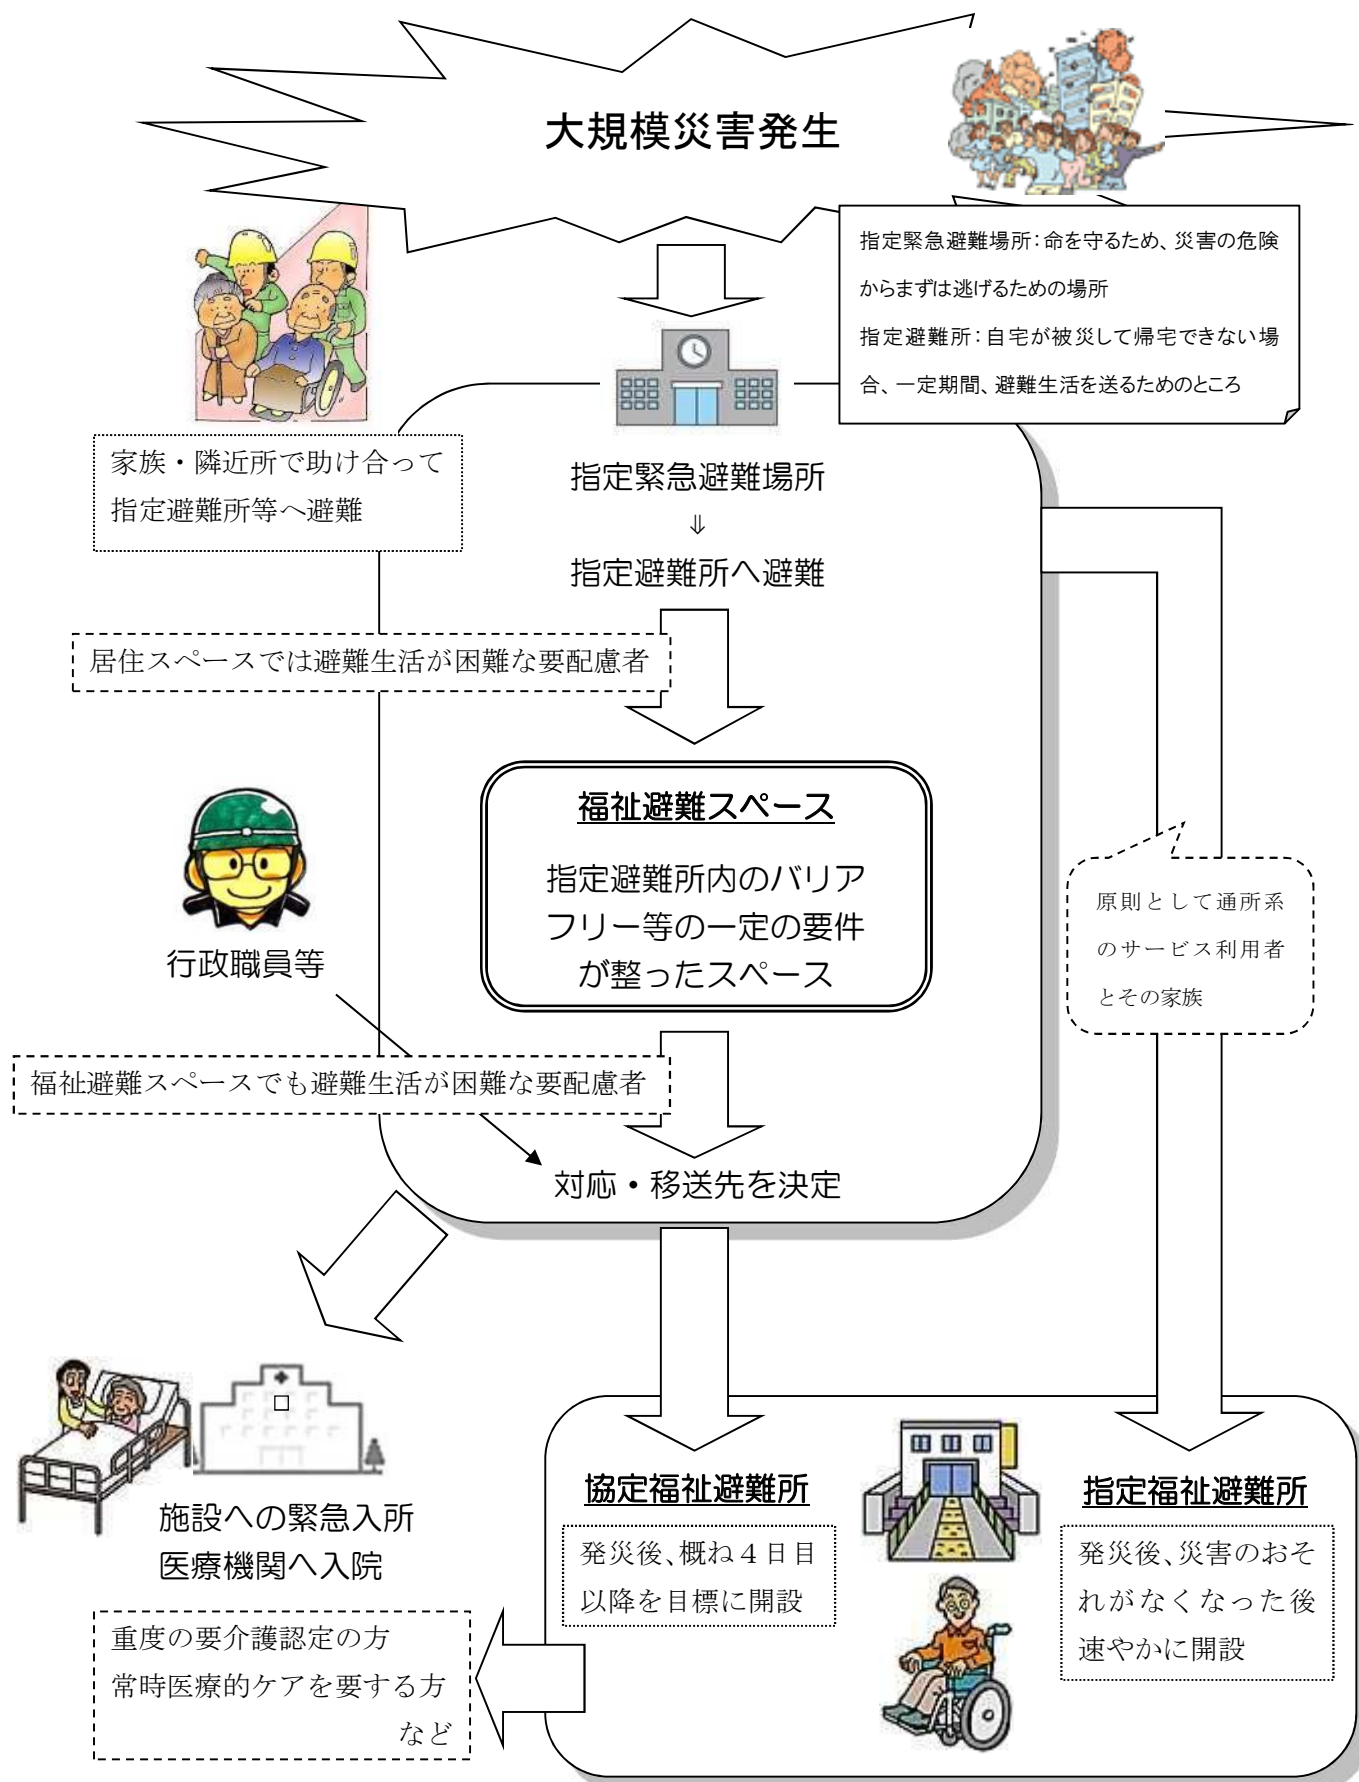 大規模災害発生
指定緊急避難場所：命を守るため、災害の危険
からまずは逃げるための場所
指定避難所：自宅が被災して帰宅できない場
合、一定期間、避難生活を送るためのところ
家族・隣近所で助け合って
指定避難所等へ避難
指定緊急避難場所
⇓
指定避難所へ避難
居住スペースでは避難生活が困難な要配慮者
福祉避難スペース
指定避難所内のバリア
フリー等の一定の要件
が整ったスペース
行政職員等
原則として通所系
のサービス利用者
とその家族
福祉避難スペースでも避難生活が困難な要配慮者
対応・移送先を決定
施設への緊急入所
医療機関へ入院
重度の要介護認定の方
常時医療的ケアを要する方
など
協定福祉避難所
発災後、概ね４日目
以降を目標に開設
指定福祉避難所
発災後、災害のおそ
れがなくなった後
速やかに開設